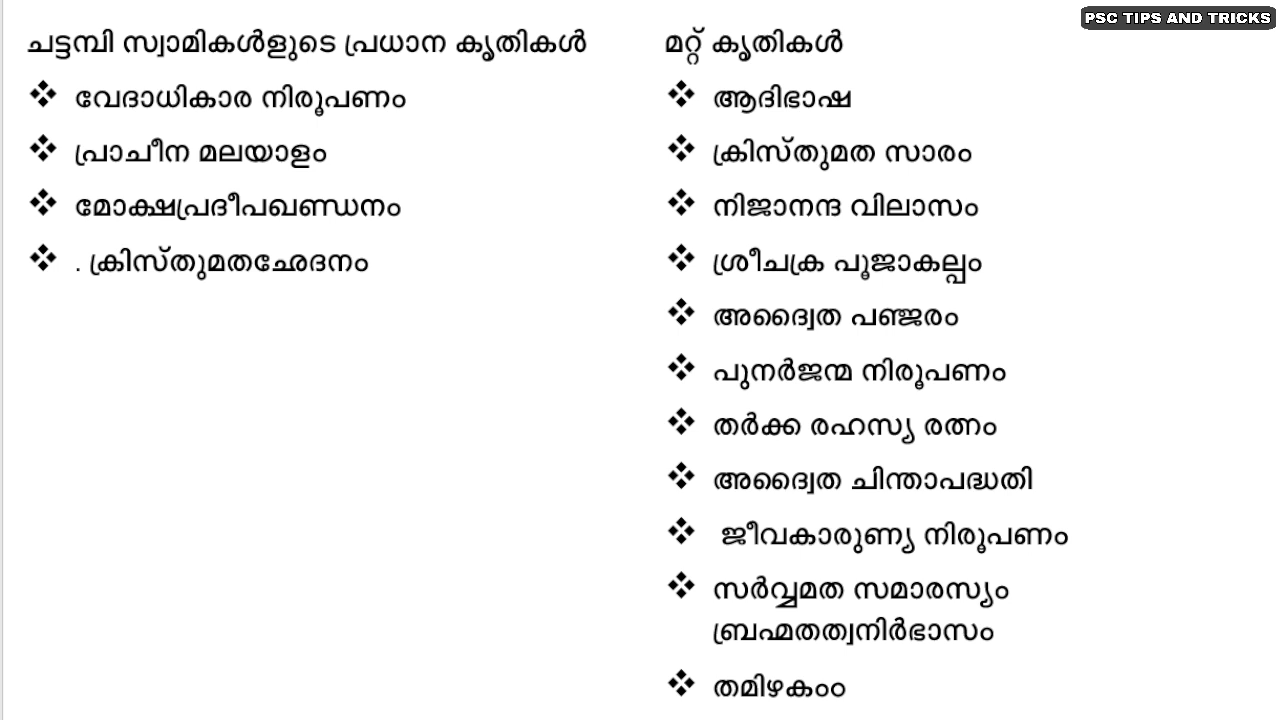 PSC TIPS AND TRICKS
ചട്ടമ്പി സ്വാമികൾളുടെ പ്രധാന കൃതികൾ
❖ വേദാധികാര നിരൂപണം
❖ പ്രാചീന മലയാളം
❖ മോക്ഷപ്രദീപഖണ്ഡനം
❖ . ക്രിസ്തുമതഛേദനം
മറ്റ് കൃതികൾ
❖ ആദിഭാഷ
❖ ക്രിസ്തുമത സാരം
❖ നിജാനന്ദ വിലാസം
❖ ശ്രീചക്ര പൂജാകല്പം
❖ അദ്വൈത പഞ്ജരം
❖ പുനർജന്മ നിരൂപണം
❖ തർക്ക രഹസ്യ രത്നം
❖ അദ്വൈത ചിന്താപദ്ധതി
❖ ജീവകാരുണ്യ നിരൂപണം
❖ സർവ്വമത സമാരസ്യം
ബ്രഹ്മതത്വനിർഭാസം
❖ തമിഴകംം